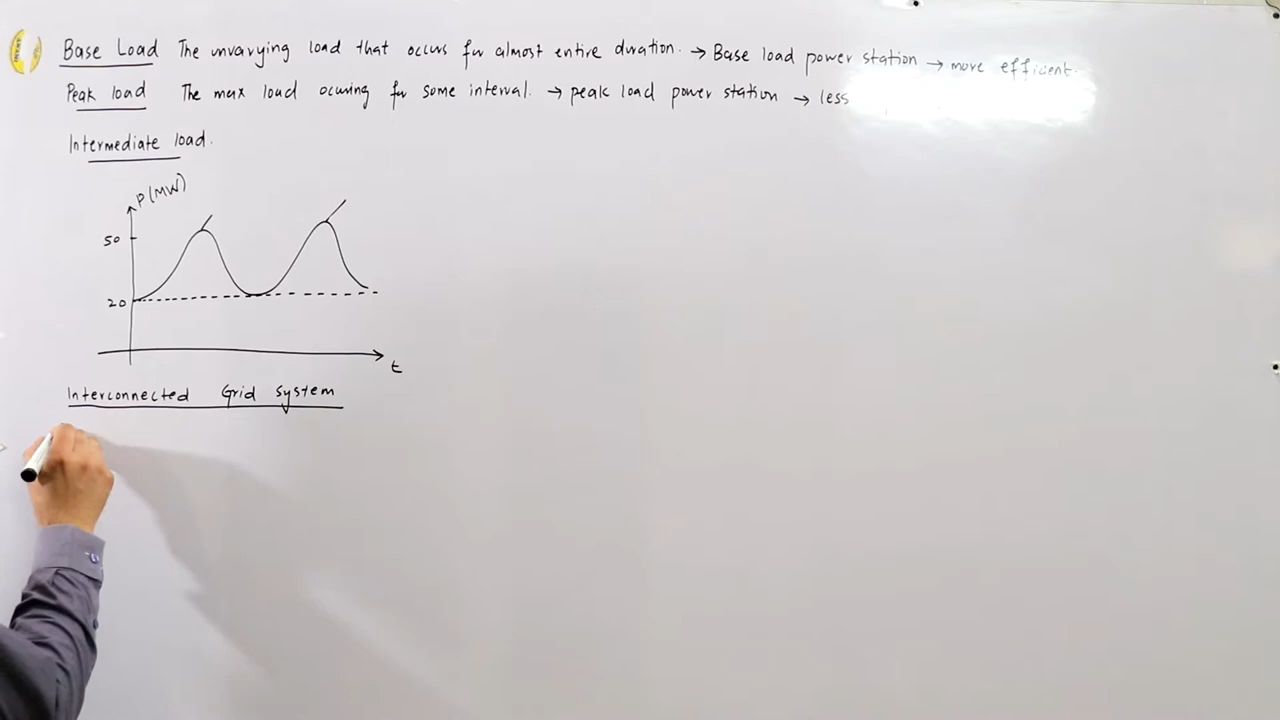 Base Load The unvarying load that occurs for almost entire duration. → Base load power station → more efficient.
Peak load The max load ocuring for some interval. → peak load power station → less
Intermediate load.
P(MW)
50
20
t
Interconnected Grid system